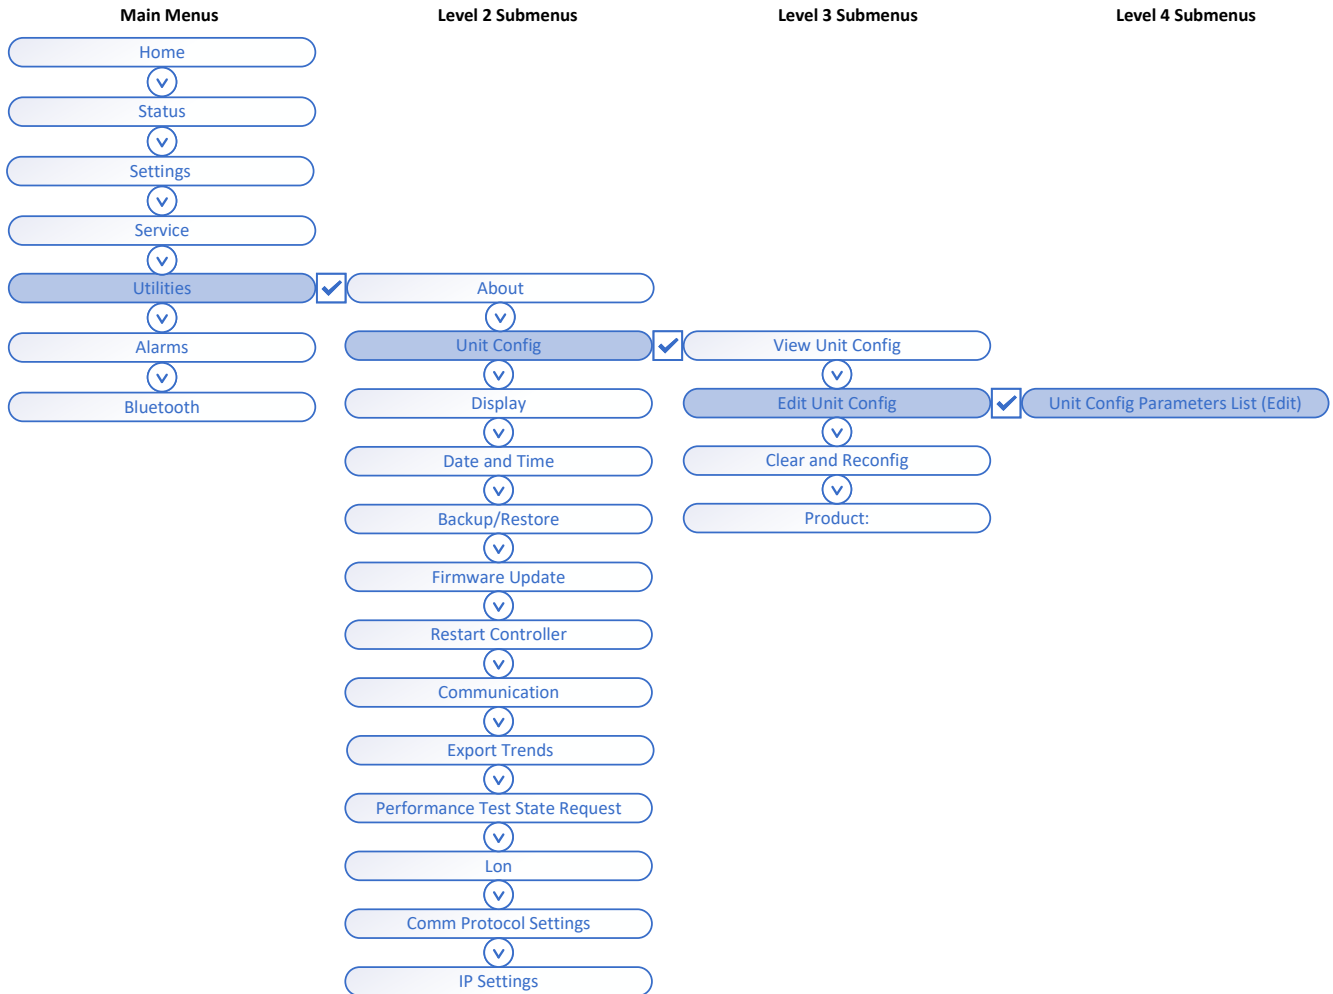 Main Menus
Level 2 Submenus
Level 3 Submenus
Level 4 Submenus
Home
Status
Settings
Service
Utilities
Alarms
Bluetooth
About
Unit Config
Display
Date and Time
Backup/Restore
Firmware Update
Restart Controller
Communication
Export Trends
Performance Test State Request
Lon
Comm Protocol Settings
IP Settings
View Unit Config
Edit Unit Config
Clear and Reconfig
Product:
Unit Config Parameters List (Edit)